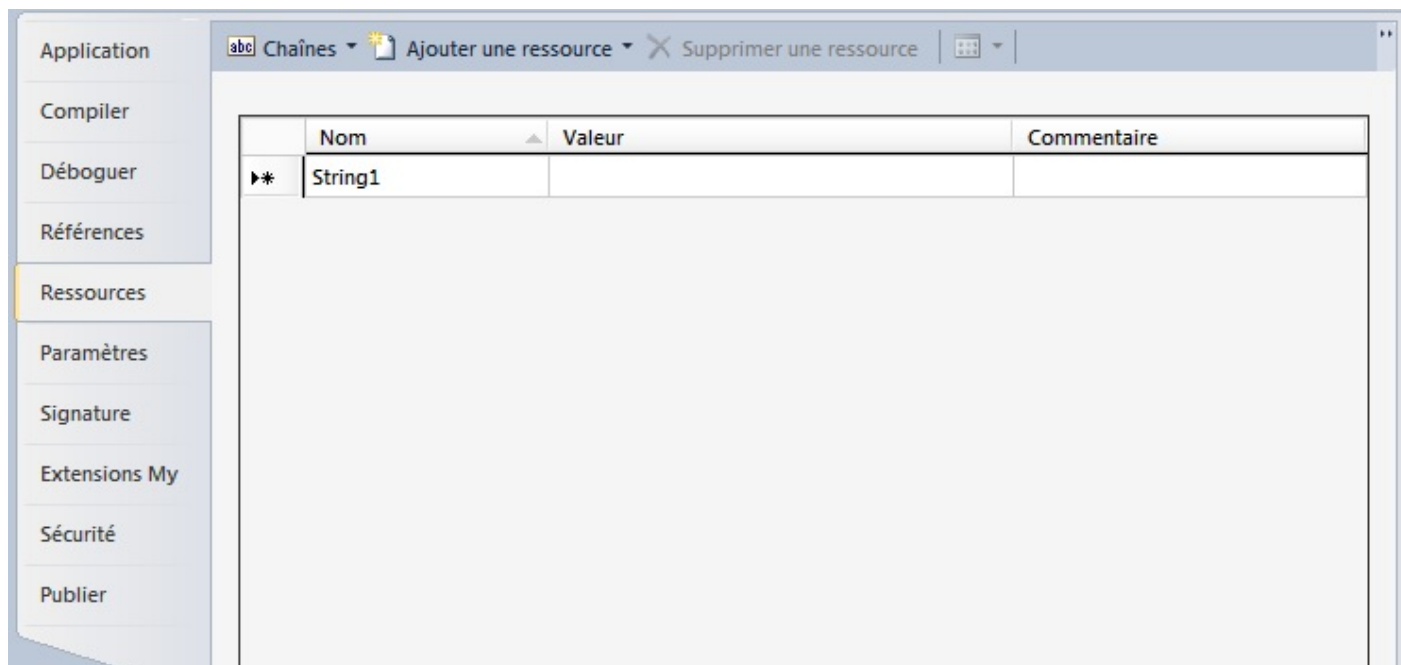 Application
Compiler
Déboguer
Références
Ressources
Paramètres
Signature
Extensions My
Sécurité
Publier
abc Chaînes Ajouter une ressource Supprimer une ressource
Nom Valeur Commentaire
String1